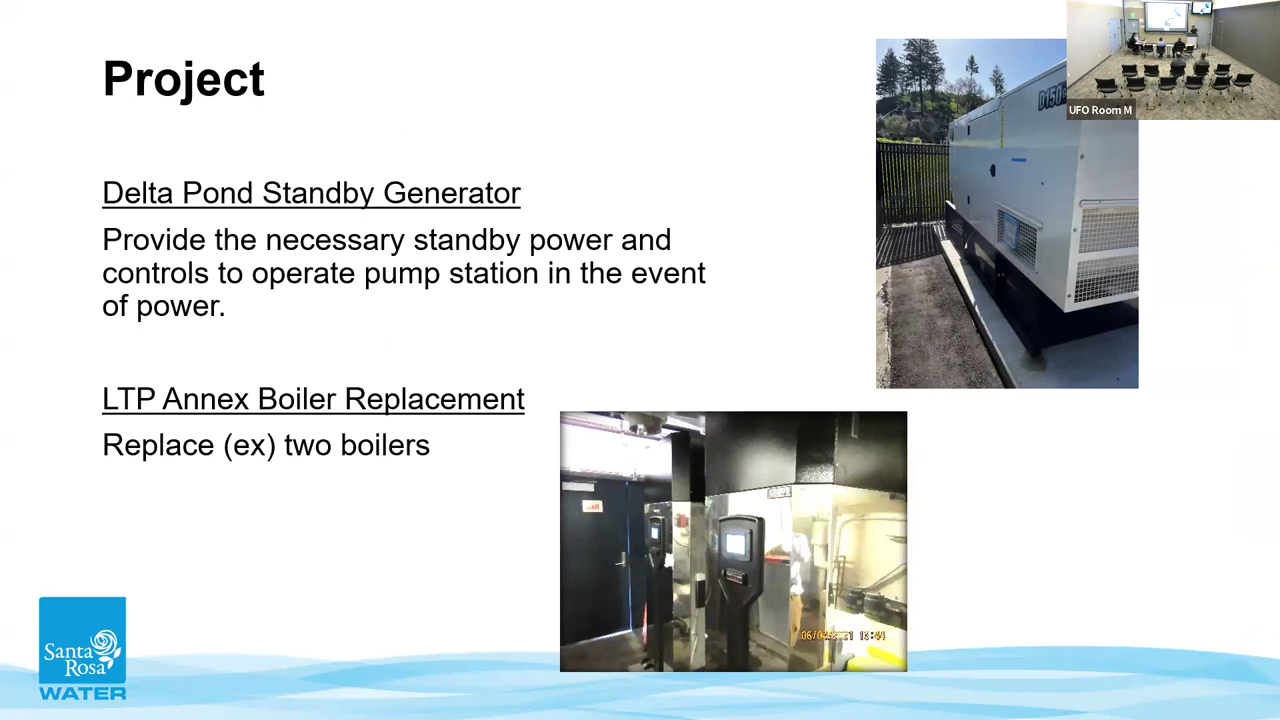 Project
Delta Pond Standby Generator
Provide the necessary standby power and
controls to operate pump station in the event
of power.
LTP Annex Boiler Replacement
Replace (ex) two boilers
UFO Room M
Santa
Rosa
WATER